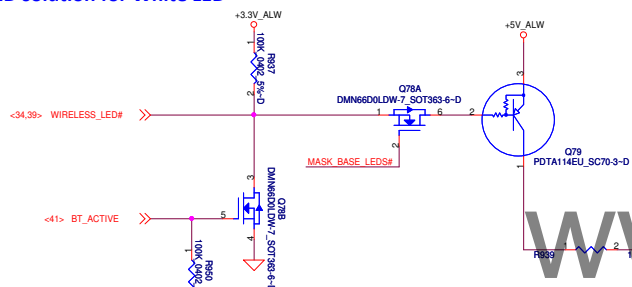 solution for White LED
+3.3V_ALW
+5V_ALW
1
100K_0402_5%~D
R937
2
3
Q78A
DMN66D0LDW-7_SOT363-6~D
<34,39> WIRELESS_LED#
1
6
2
2
MASK_BASE_LEDS#
Q79
PDTA114EU_SC70-3~D
1
3
Q78B
DMN66D0LDW-7_SOT363-6~D
<41> BT_ACTIVE
5
4
1
100K_0402
R950
R939
1
2
W